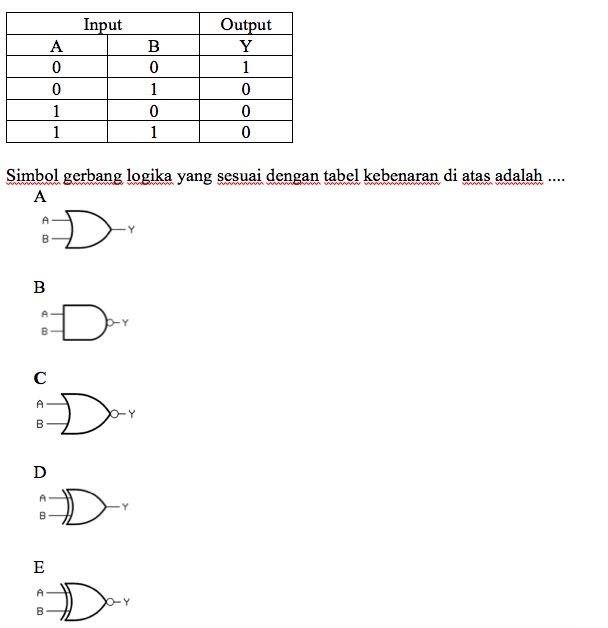 Input Output
A B Y
0 0 1
0 1 0
1 0 0
1 1 0
Simbol gerbang logika yang sesuai dengan tabel kebenaran di atas adalah ....
A
A
Y
B
B
A
Y
B
C
A
Y
B
D
A
Y
B
E
A
Y
B